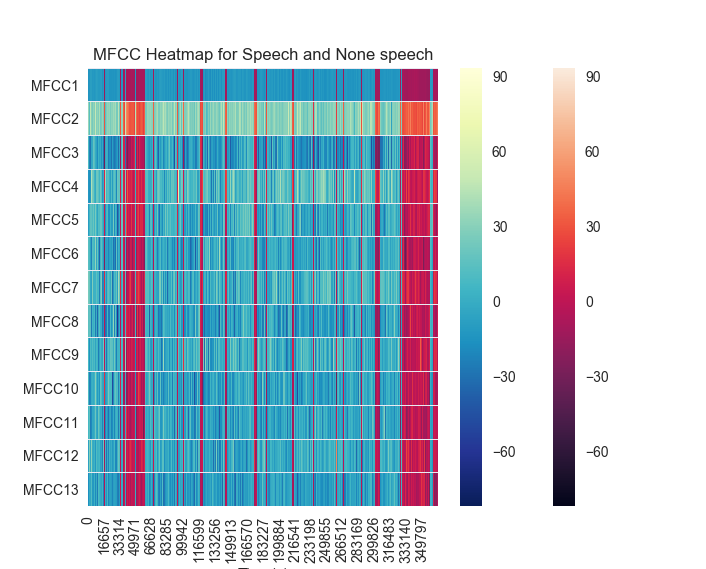 MFCC Heatmap for Speech and None speech
MFCC1
MFCC2
MFCC3
MFCC4
MFCC5
MFCC6
MFCC7
MFCC8
MFCC9
MFCC10
MFCC11
MFCC12
MFCC13
0
16657
33314
49971
66628
83285
99942
116599
133256
149913
166570
183227
199884
216541
233198
249855
266512
283169
299826
316483
333140
349797
90
60
30
0
−30
−60
90
60
30
0
−30
−60